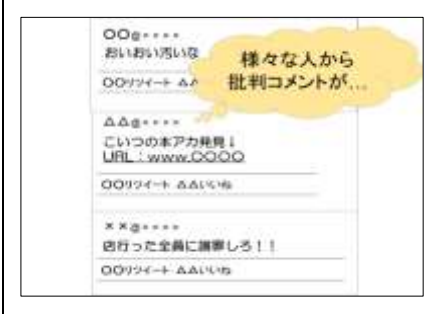 〇〇@****
おいおい汚いな
〇〇リツイート △△
様々な人から
批判コメントが…
△△@****
こいつの本アカ発見!
URL:www.〇〇〇〇
〇〇リツイート △△いいね
××@****
店行った全員に謝罪しろ!!
〇〇リツイート △△いいね